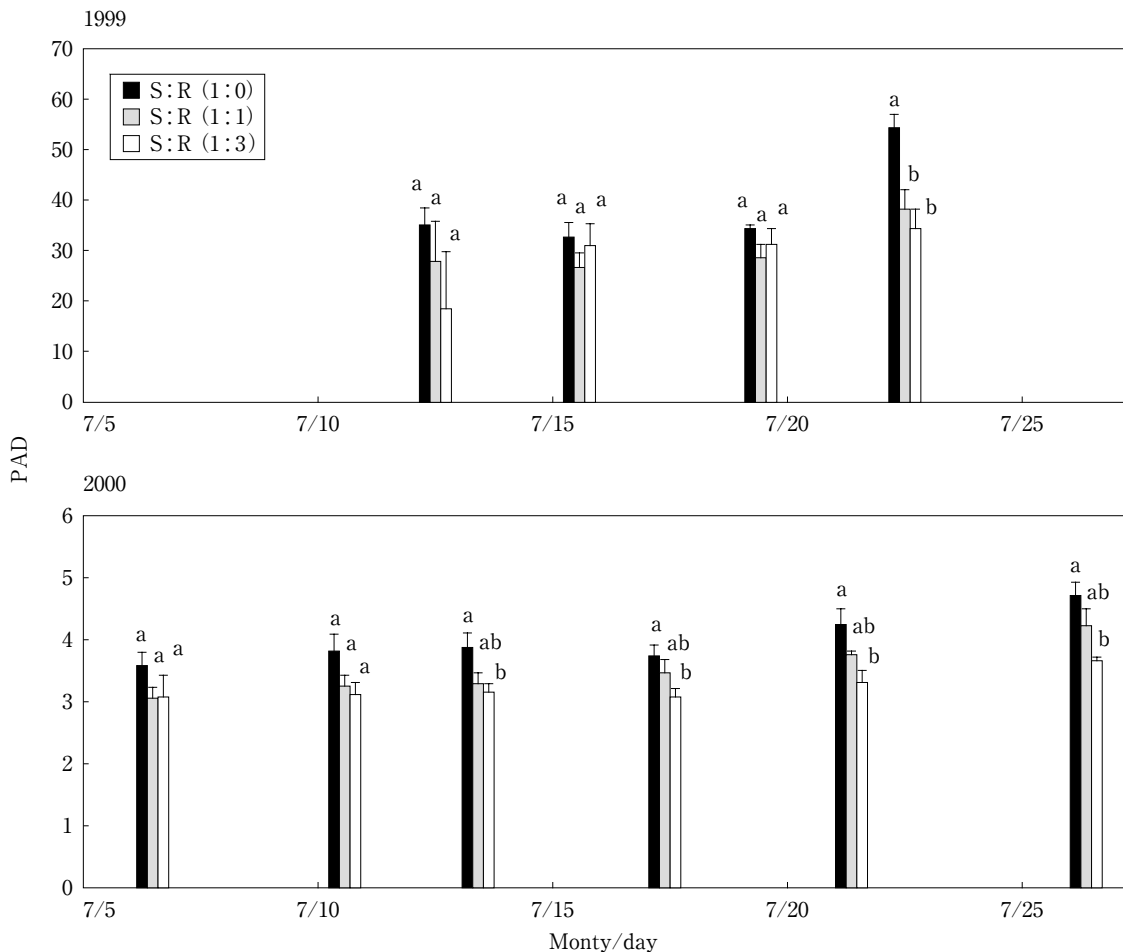 1999
70
60
50
40
30
20
10
0
S:R (1:0)
S:R (1:1)
S:R (1:3)
a a a
a a a
a a a
a b b
7/5 7/10 7/15 7/20 7/25
PAD
2000
6
5
4
3
2
1
0
a a a
a a a
a ab b
a ab b
a ab b
a ab b
7/5 7/10 7/15 7/20 7/25
Monty/day